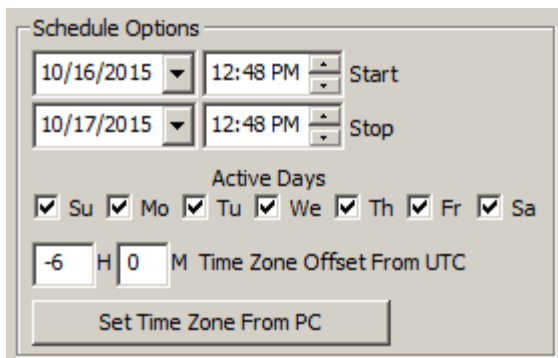 Schedule Options
10/16/2015 12:48 PM Start
10/17/2015 12:48 PM Stop
Active Days
Su Mo Tu We Th Fr Sa
-6 H 0 M Time Zone Offset From UTC
Set Time Zone From PC